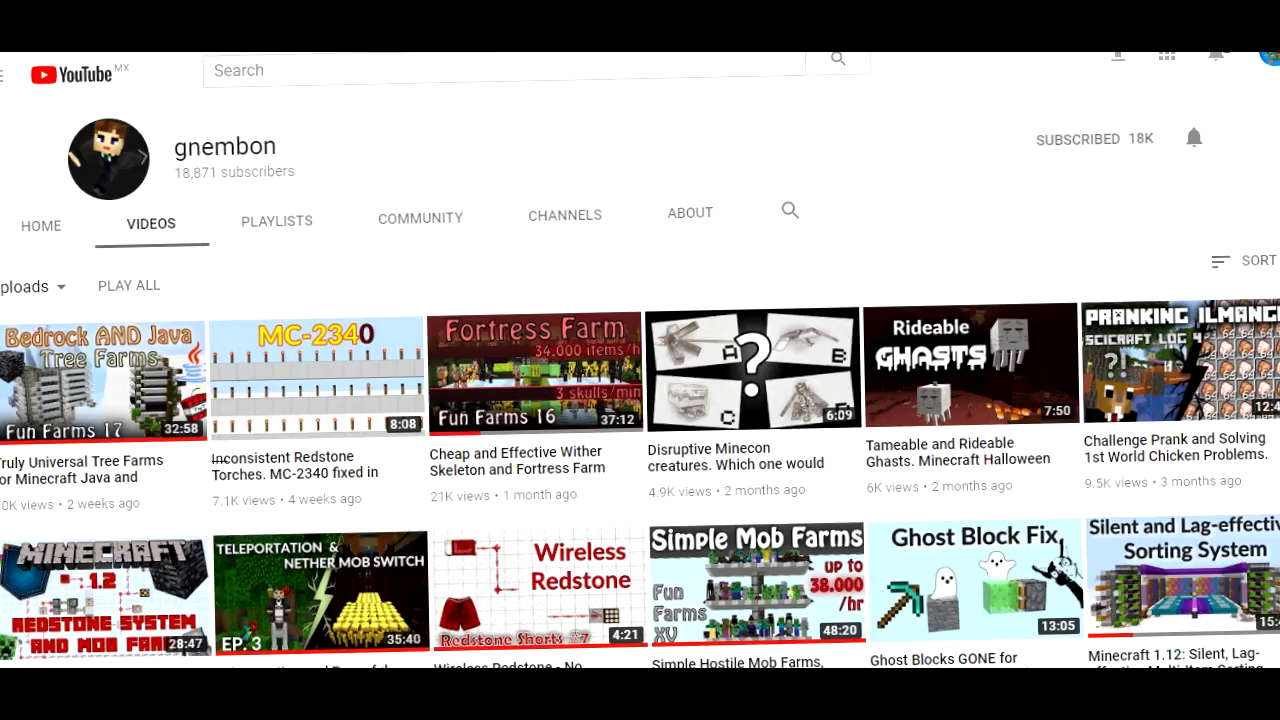 YouTube MX
Search
gnembon
18,871 subscribers
SUBSCRIBED 18K
HOME
VIDEOS
PLAYLISTS
COMMUNITY
CHANNELS
ABOUT
ploads
PLAY ALL
SORT
Bedrock AND Java
Tree Farms
Fun Farms 17
32:58
MC-2340
8:08
Fortress Farm
34.000 items/h
3 skulls/min
Fun Farms 16
37:12
?
A
B
C
6:09
Rideable
GHASTS
7:50
PRANKING ILMANG
SCICRAFT LOG 4
?!
12:4
Truly Universal Tree Farms
or Minecraft Java and
0K views • 2 weeks ago
Inconsistent Redstone
Torches. MC-2340 fixed in
7.1K views • 4 weeks ago
Cheap and Effective Wither
Skeleton and Fortress Farm
21K views • 1 month ago
Disruptive Minecon
creatures. Which one would
4.9K views • 2 months ago
Tameable and Rideable
Ghasts. Minecraft Halloween
6K views • 2 months ago
Challenge Prank and Solving
1st World Chicken Problems.
9.5K views • 3 months ago
MINECRAFT
1.2
REDSTONE SYSTEM
AND MOB FAR
28:47
TELEPORTATION &
NETHER MOB SWITCH
EP. 3
35:40
Wireless
Redstone
Redstone Shorts #7
4:21
Simple Mob Farms
up to
38.000
/hr
Fun
Farms
XV
48:20
Ghost Block Fix
13:05
Silent and Lag-effecti
Sorting System
15:
Wireless Redstone - No
Simple Hostile Mob Farms,
Ghost Blocks GONE for
Minecraft 1.12: Silent, Lag-